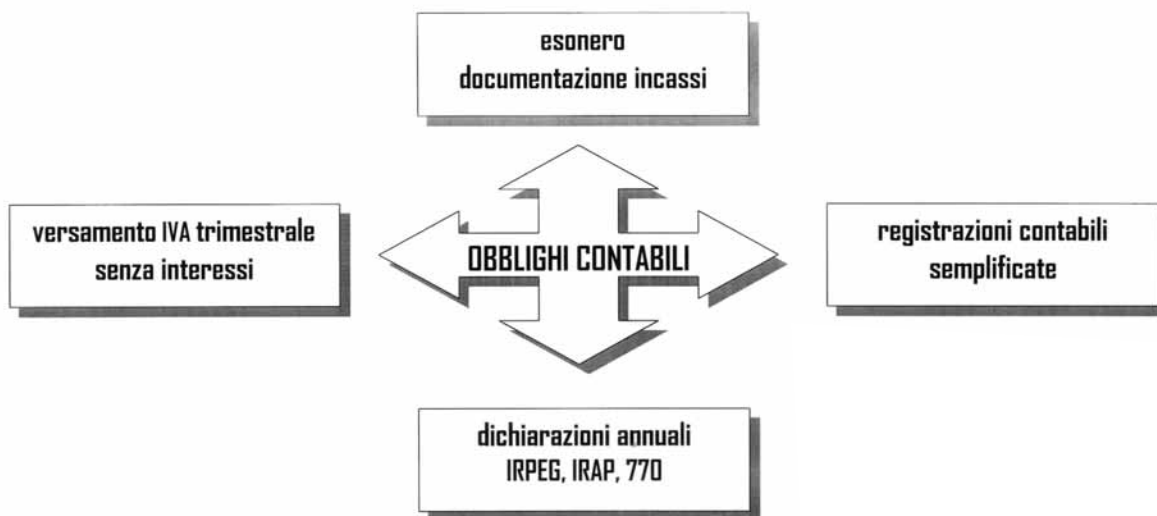 esonero
documentazione incassi
versamento IVA trimestrale
senza interessi
OBBLIGHI CONTABILI
registrazioni contabili
semplificate
dichiarazioni annuali
IRPEG, IRAP, 770